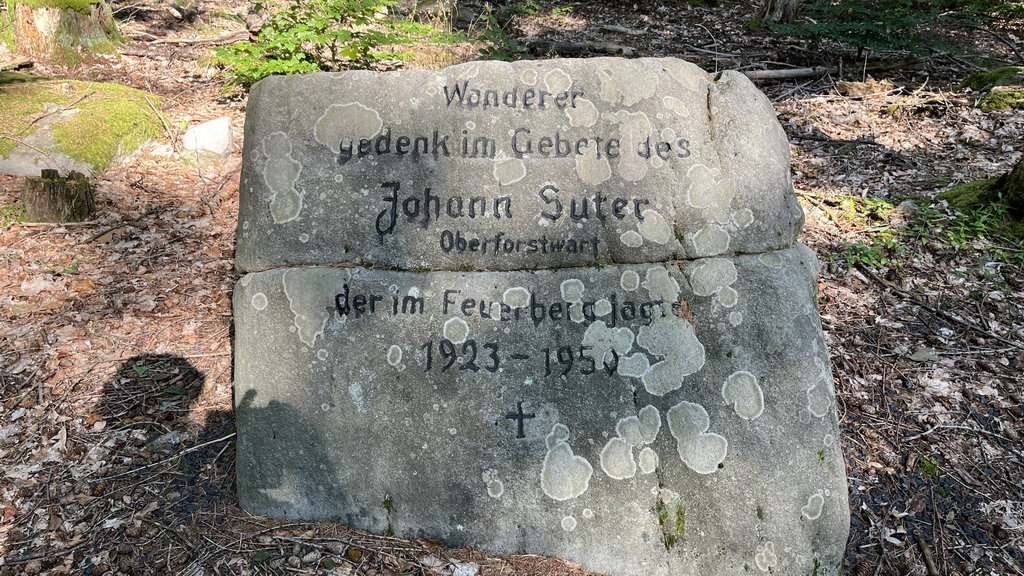 Wanderer
gedenk im Gebete des
Johann Suter
Oberforstwart
der im Feuerberg jagte
1923 - 1950